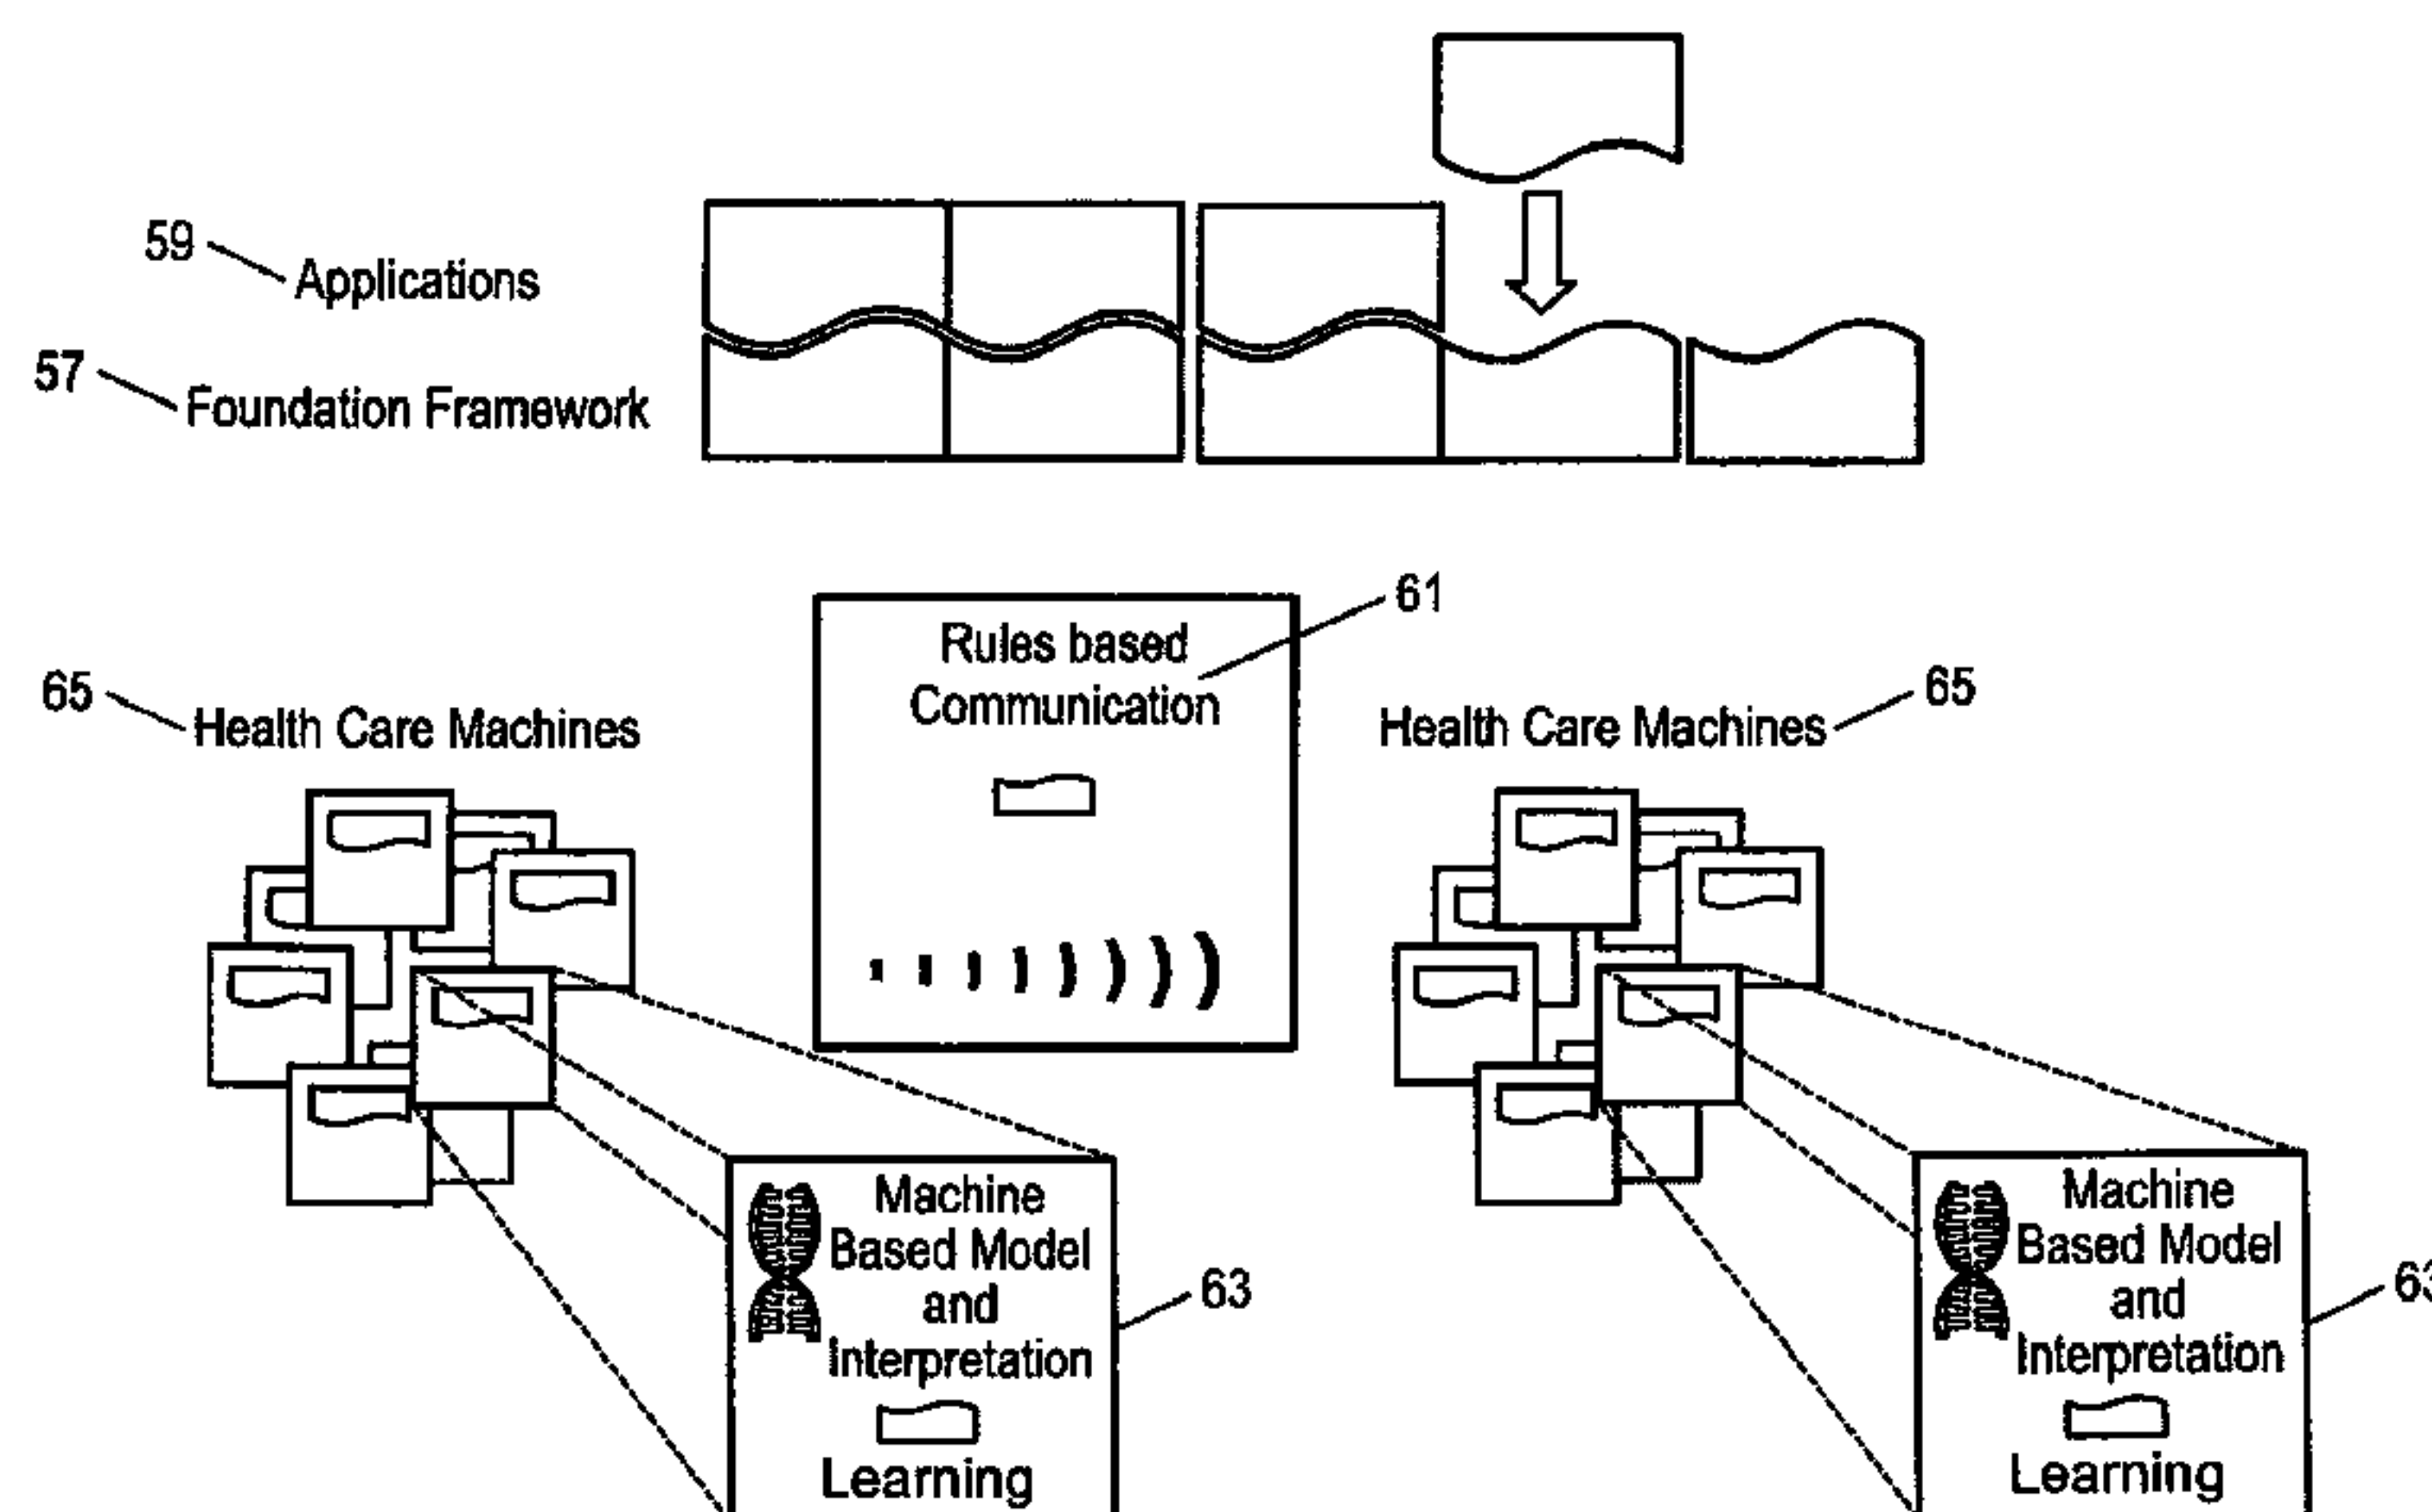 59
Applications
57
Foundation Framework
61
Rules based
Communication
65
Health Care Machines
65
Health Care Machines
Machine
Based Model
and
Interpretation
Learning
63
Machine
Based Model
and
Interpretation
Learning
63